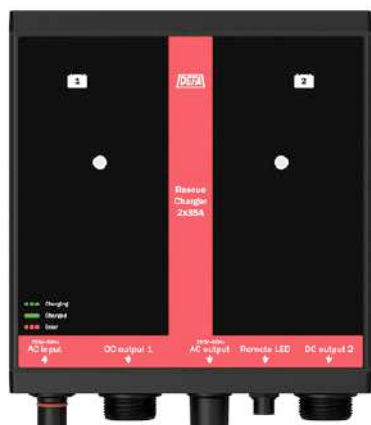 1
DEFA
2
Rescue
Charger
2x35A
Charging
Charged
Error
AC input
DC output 1
AC output
Remote LED
DC output 2